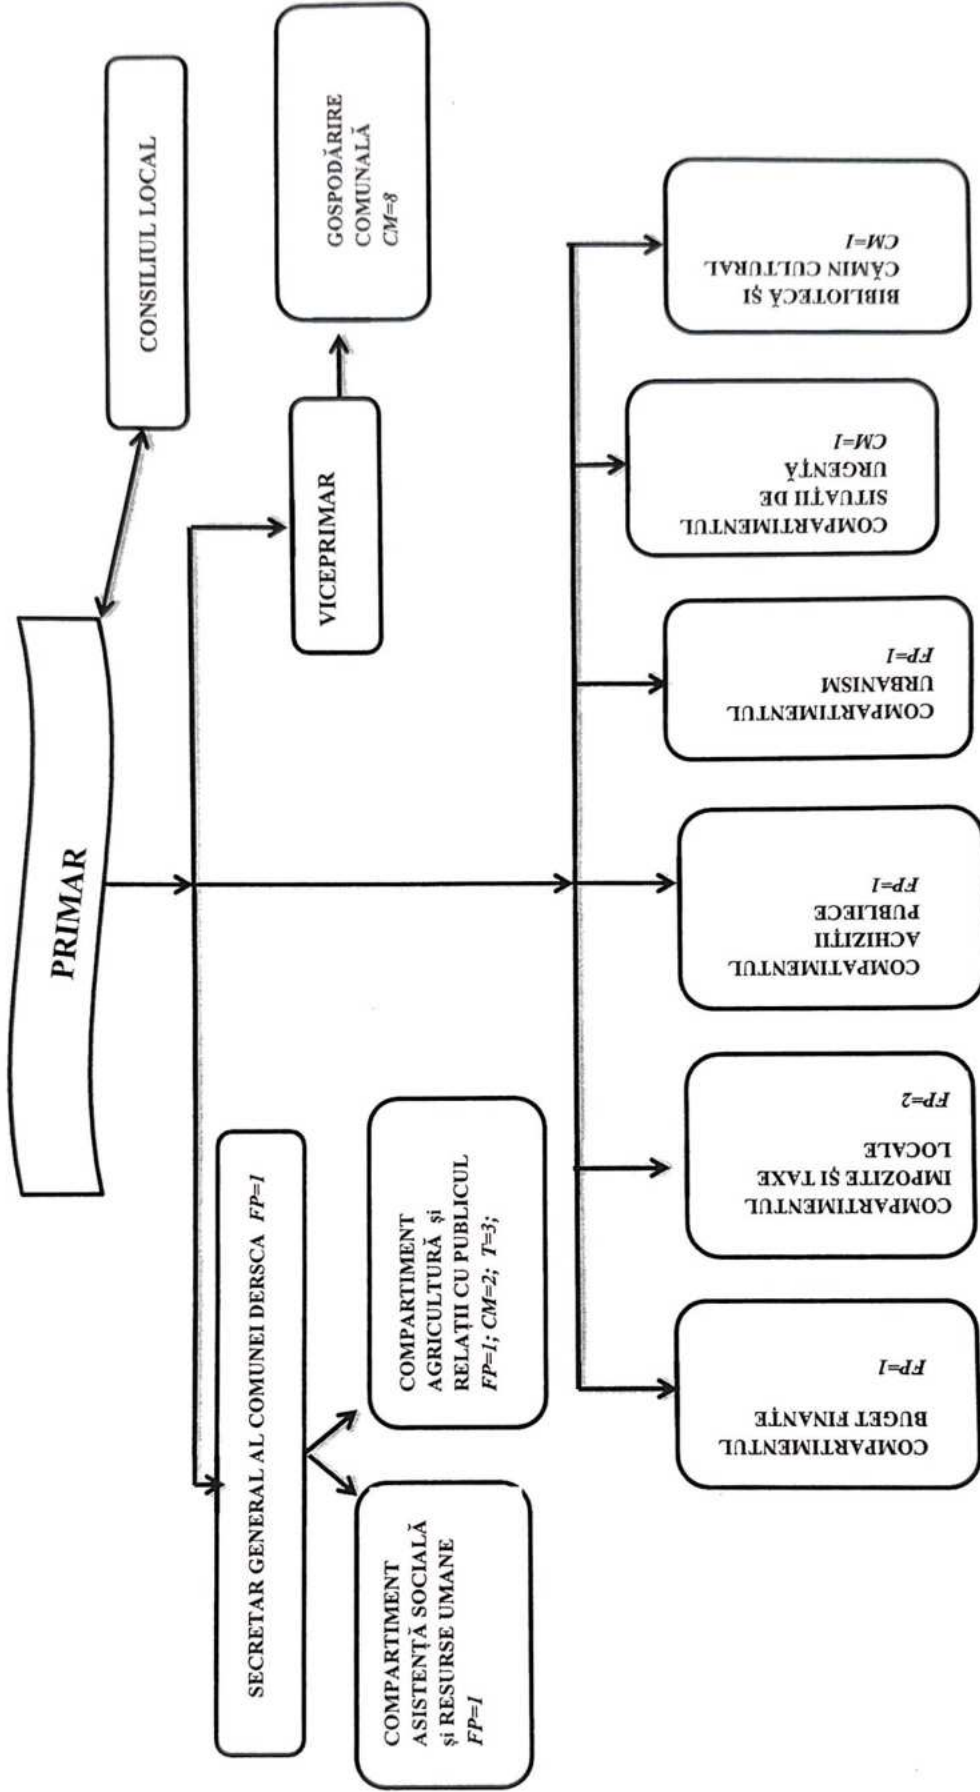 PRIMAR
CONSILIUL LOCAL
SECRETAR GENERAL AL COMUNEI DERSCA FP=1
VICEPRIMAR
GOSPODĂRIRE
COMUNALĂ
CM=8
COMPARTIMENT
ASISTENȚĂ SOCIALĂ
și RESURSE UMANE
FP=1
COMPARTIMENT
AGRICULTURĂ și
RELAȚII CU PUBLICUL
FP=1; CM=2; T=3;
COMPARTIMENTUL
BUGET FINANȚE
FP=1
COMPARTIMENTUL
IMPOZITE ȘI TAXE
LOCALE
FP=2
COMPATIMENTUL
ACHIZIȚII
PUBLIECE
FP=1
COMPARTIMENTUL
URBANISM
FP=1
COMPARTIMENTUL
SITUAȚII DE
URGENȚĂ
CM=1
BIBLIOTECĂ ȘI
CĂMIN CULTURAL
CM=1